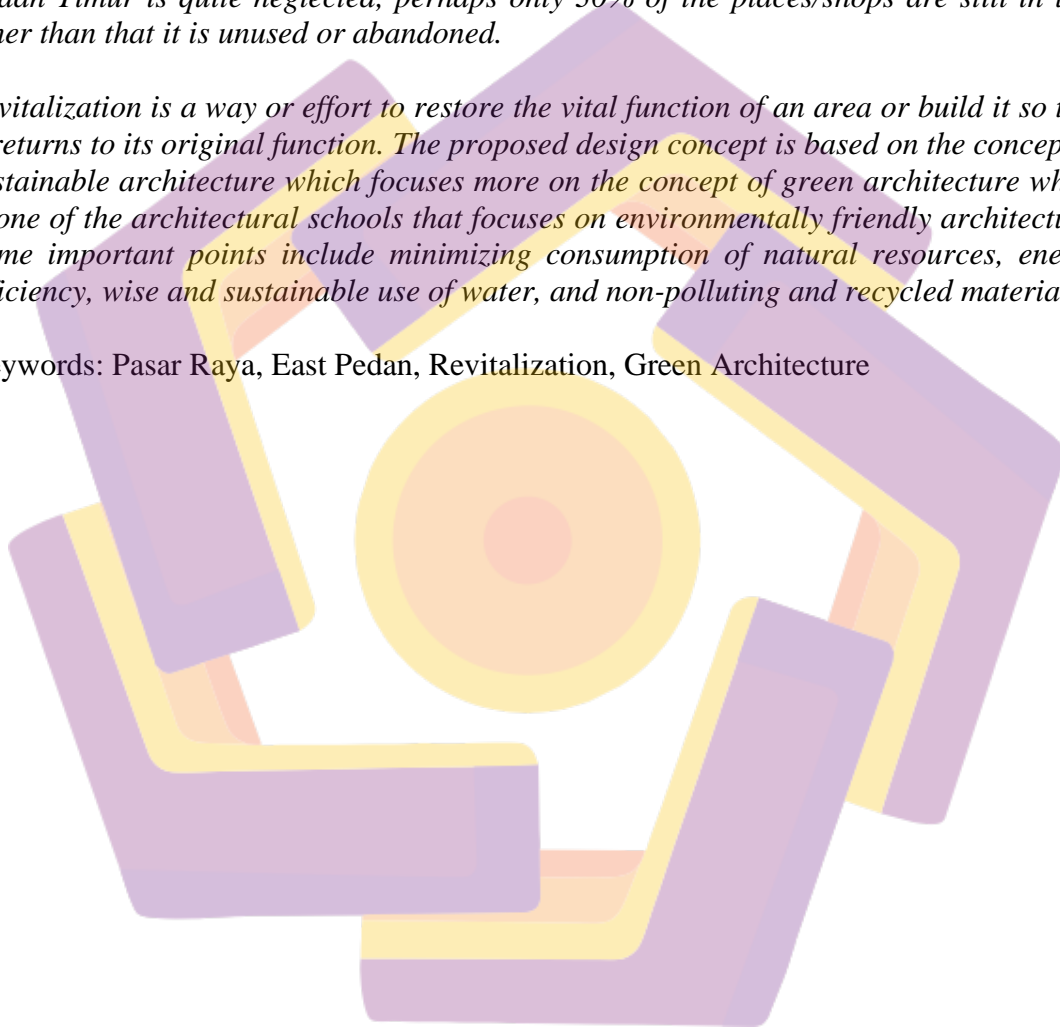 Timur is quite neglected, perhaps only of the places/shops are still in
her than that it is unused or abandoned.
vitalization is a way or effort to restore the vital function of an area or build it so t
returns to its original function. The proposed design concept is based on the concep
stainable architecture which focuses more on the concept of green architecture wh
one of the architectural schools that focuses on environmentally friendly architectu
me important points include minimizing consumption of natural resources, ene
ficiency, wise and sustainable use of water, and non-polluting and recycled materia
ywords: Pasar Raya, East Pedan, Revitalization, Green Architecture